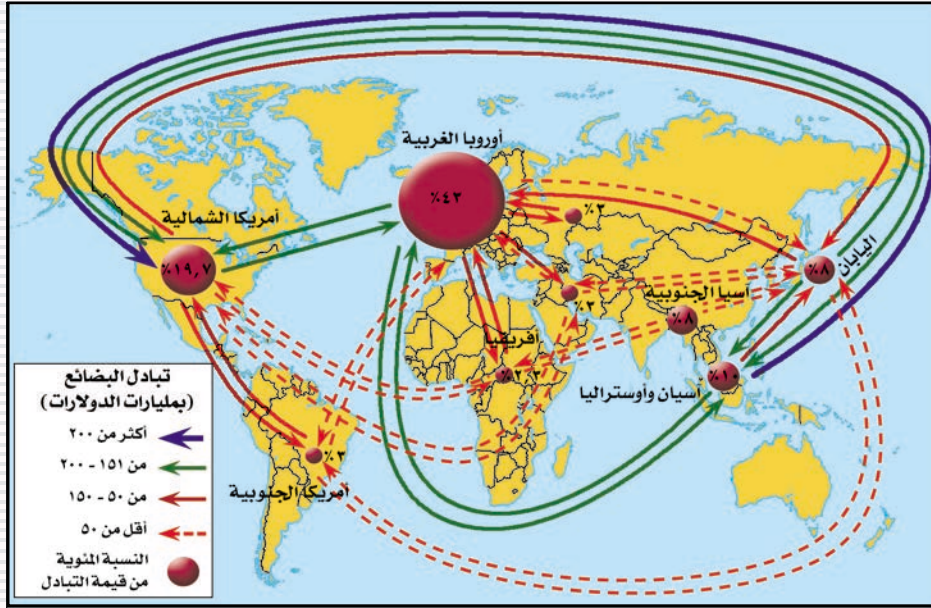 أوروبا الغربية
٤٣٪
٣٪
أمريكا الشمالية
١٩,٧٪
اليابان
٨٪
آسيا الجنوبية
٨٪
٣٪
أفريقيا
٢,٣٪
١٠٪
آسيان وأوستراليا
٣٪
أمريكا الجنوبية
تبادل البضائع
(بمليارات الدولارات)
أكثر من ٢٠٠
من ١٥١ - ٢٠٠
من ٥٠ - ١٥٠
أقل من ٥٠
النسبة المئوية
من قيمة التبادل